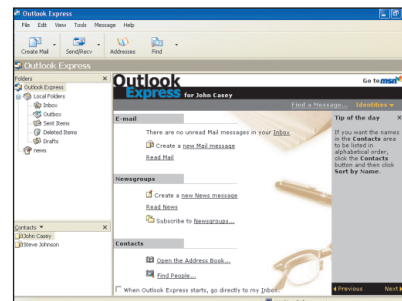 Outlook Express
File Edit View Tools Message Help
Create Mail Send/Recv Addresses Find
Outlook Express
Folders
Outlook Express
Local Folders
Inbox
Outbox
Sent Items
Deleted Items
Drafts
news
Contacts
John Casey
Steve Johnson
Outlook
Express for John Casey
Go to msn
Find a Message... Identities
E-mail
There are no unread Mail messages in your Inbox
Create a new Mail message
Read Mail
Newsgroups
Create a new News message
Read News
Subscribe to Newsgroups...
Contacts
Open the Address Book...
Find People...
When Outlook Express starts, go directly to my Inbox.
Tip of the day
If you want the names
in the Contacts area
to be listed in
alphabetical order,
click the Contacts
button and then click
Sort by Name.
Previous Next